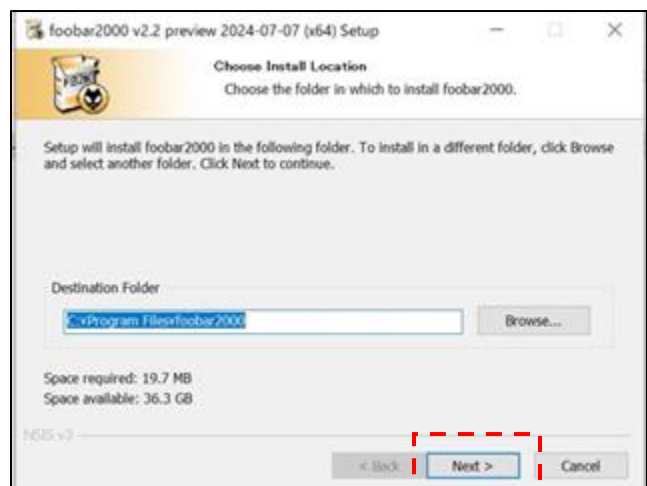 foobar2000 v2.2 preview 2024-07-07 (x64) Setup
Choose Install Location
Choose the folder in which to install foobar2000.
Setup will install foobar2000 in the following folder. To install in a different folder, click Browse
and select another folder. Click Next to continue.
Destination Folder
C:¥Program Files¥foobar2000
Browse...
Space required: 19.7 MB
Space available: 36.3 GB
NSIS v3
< Back
Next >
Cancel